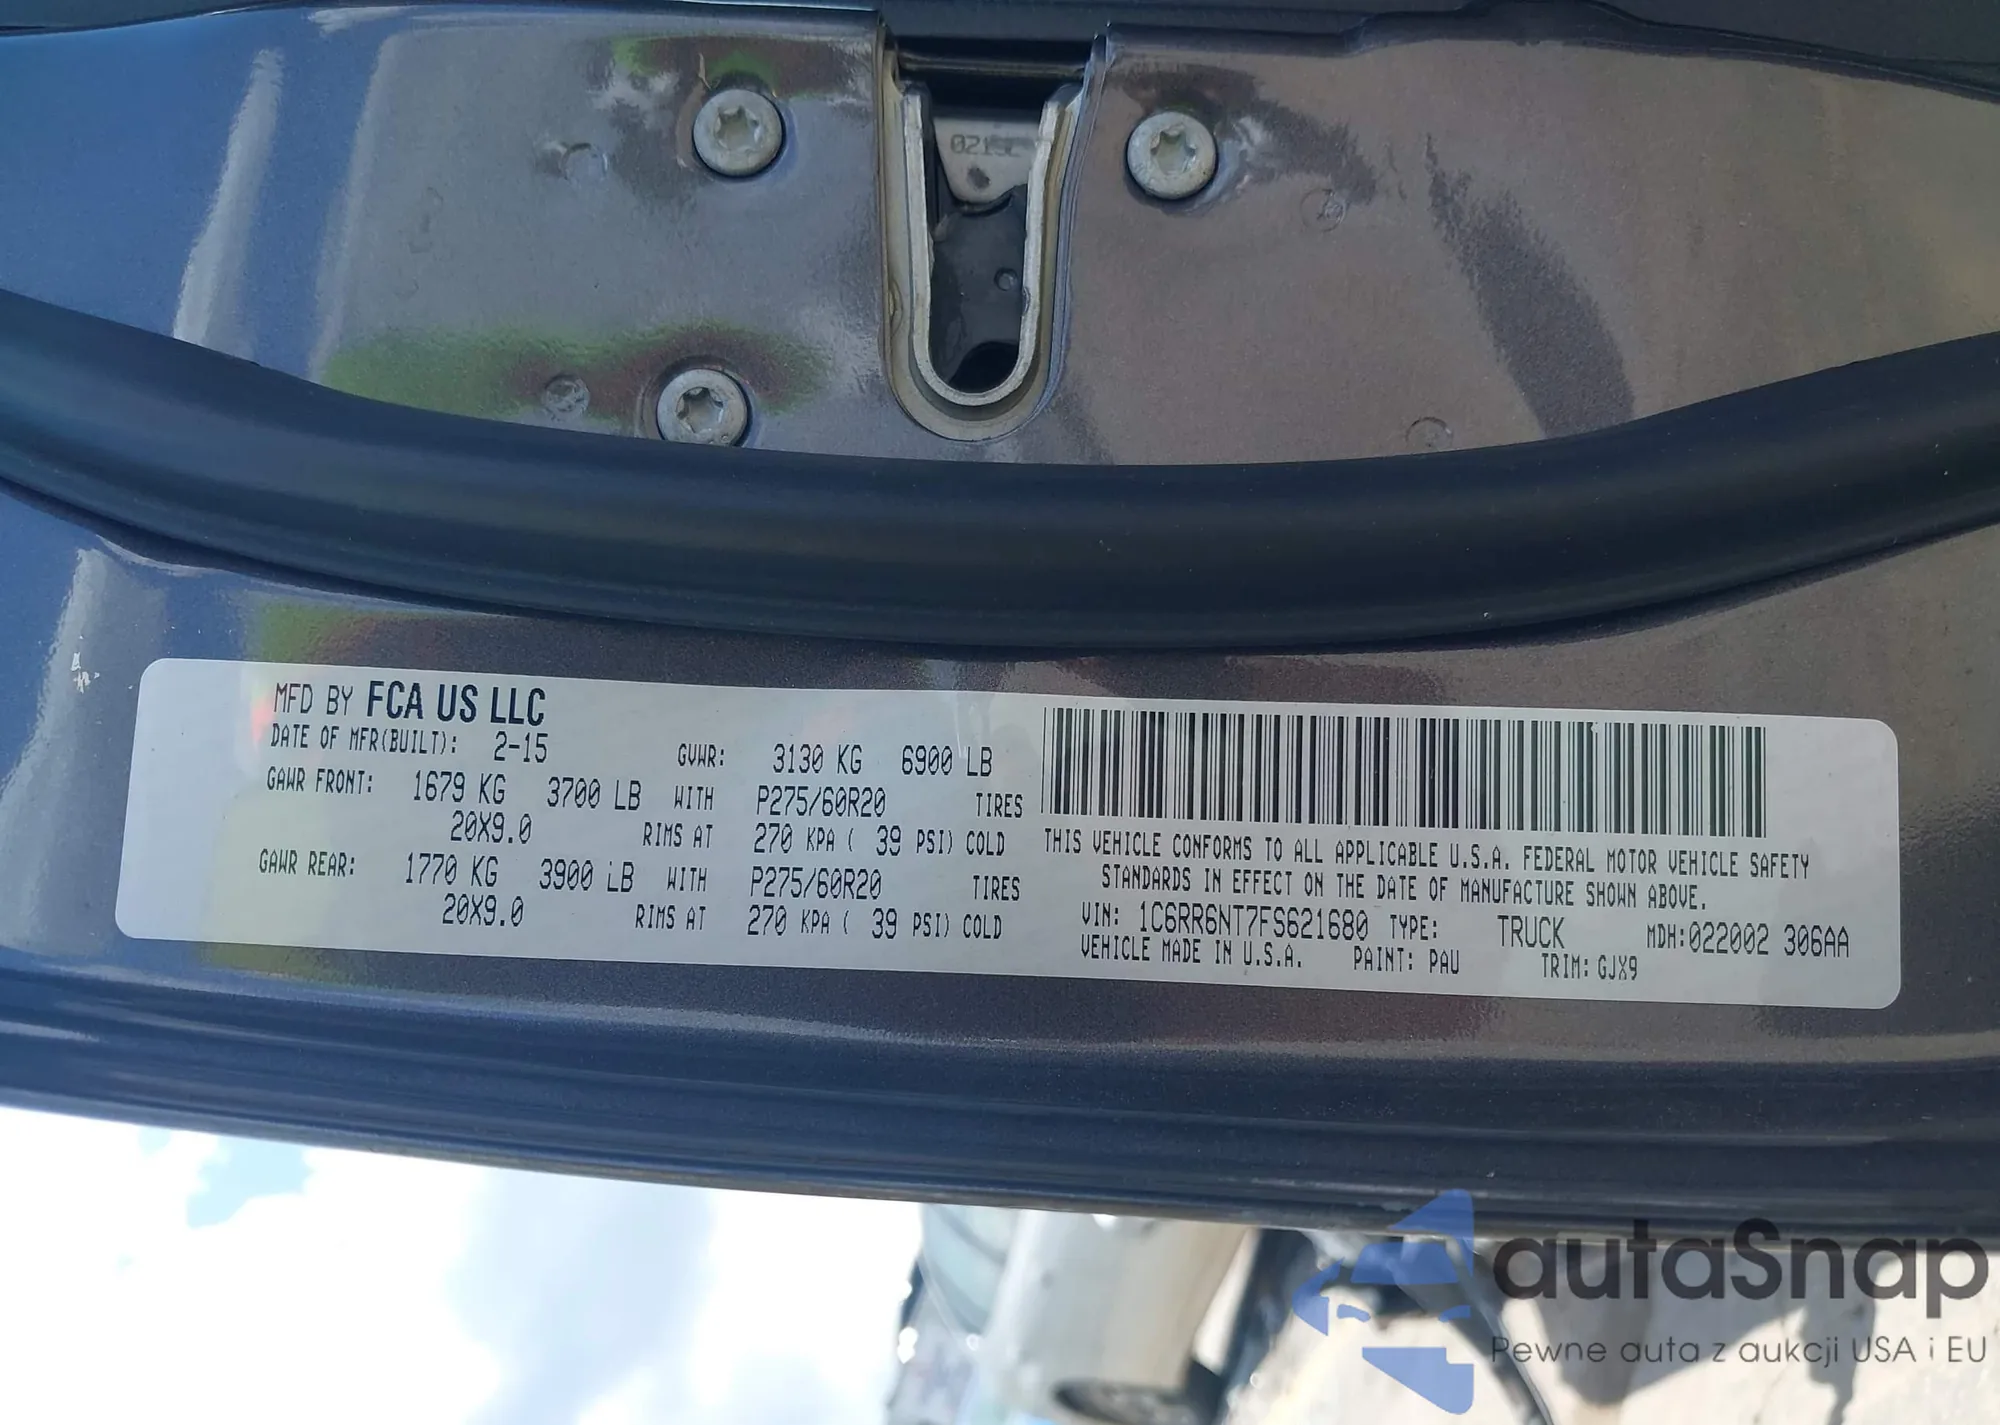 MFD BY FCA US LLC
DATE OF MFR(BUILT): 2-15 GVWR: 3130 KG 6900 LB
GAWR FRONT: 1679 KG 3700 LB WITH P275/60R20 TIRES
20X9.0 RIMS AT 270 KPA ( 39 PSI) COLD
GAWR REAR: 1770 KG 3900 LB WITH P275/60R20 TIRES
20X9.0 RIMS AT 270 KPA ( 39 PSI) COLD
THIS VEHICLE CONFORMS TO ALL APPLICABLE U.S.A. FEDERAL MOTOR VEHICLE SAFETY
STANDARDS IN EFFECT ON THE DATE OF MANUFACTURE SHOWN ABOVE.
VIN: 1C6RR6NT7FS621680 TYPE: TRUCK MDH:022002 306AA
VEHICLE MADE IN U.S.A. PAINT: PAU TRIM: GJX9
autaSnap
Pewne auta z aukcji USA i EU